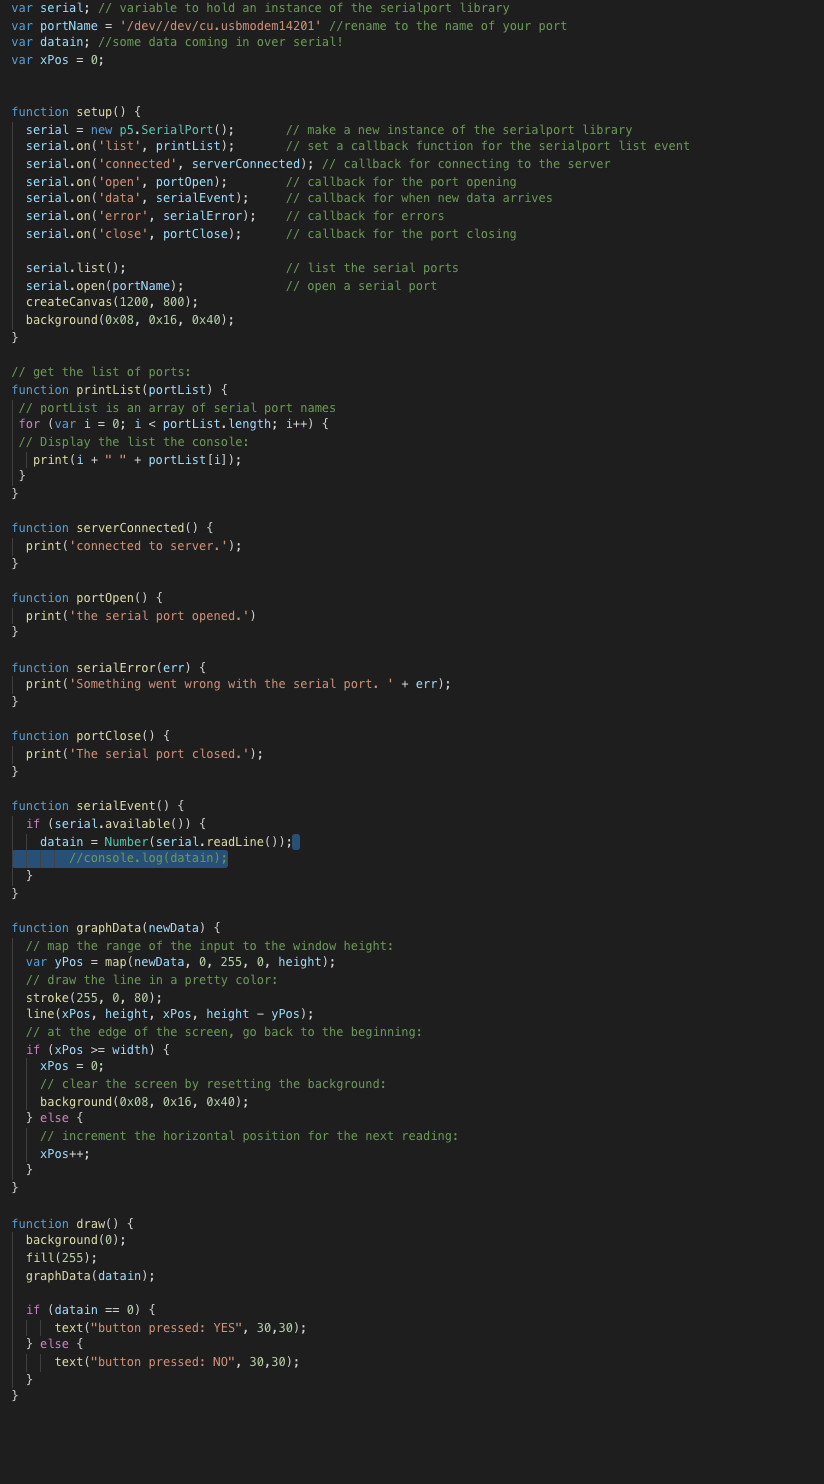 var serial; // variable to hold an instance of the serialport library
var portName = '/dev//dev/cu.usbmodem14201' //rename to the name of your port
var datain; //some data coming in over serial!
var xPos = 0;
function setup() {
serial = new p5.SerialPort(); // make a new instance of the serialport library
serial.on('list', printList); // set a callback function for the serialport list event
serial.on('connected', serverConnected); // callback for connecting to the server
serial.on('open', portOpen); // callback for the port opening
serial.on('data', serialEvent); // callback for when new data arrives
serial.on('error', serialError); // callback for errors
serial.on('close', portClose); // callback for the port closing
serial.list(); // list the serial ports
serial.open(portName); // open a serial port
createCanvas(1200, 800);
background(0x08, 0x16, 0x40);
}
// get the list of ports:
function printList(portList) {
// portList is an array of serial port names
for (var i = 0; i < portList.length; i++) {
// Display the list the console:
print(i + " " + portList[i]);
}
}
function serverConnected() {
print('connected to server.');
}
function portOpen() {
print('the serial port opened.')
}
function serialError(err) {
print('Something went wrong with the serial port. ' + err);
}
function portClose() {
print('The serial port closed.');
}
function serialEvent() {
if (serial.available()) {
datain = Number(serial.readLine());
//console.log(datain);
}
}
function graphData(newData) {
// map the range of the input to the window height:
var yPos = map(newData, 0, 255, 0, height);
// draw the line in a pretty color:
stroke(255, 0, 80);
line(xPos, height, xPos, height - yPos);
// at the edge of the screen, go back to the beginning:
if (xPos >= width) {
xPos = 0;
// clear the screen by resetting the background:
background(0x08, 0x16, 0x40);
} else {
// increment the horizontal position for the next reading:
xPos++;
}
}
function draw() {
background(0);
fill(255);
graphData(datain);
if (datain == 0) {
text("button pressed: YES", 30,30);
} else {
text("button pressed: NO", 30,30);
}
}